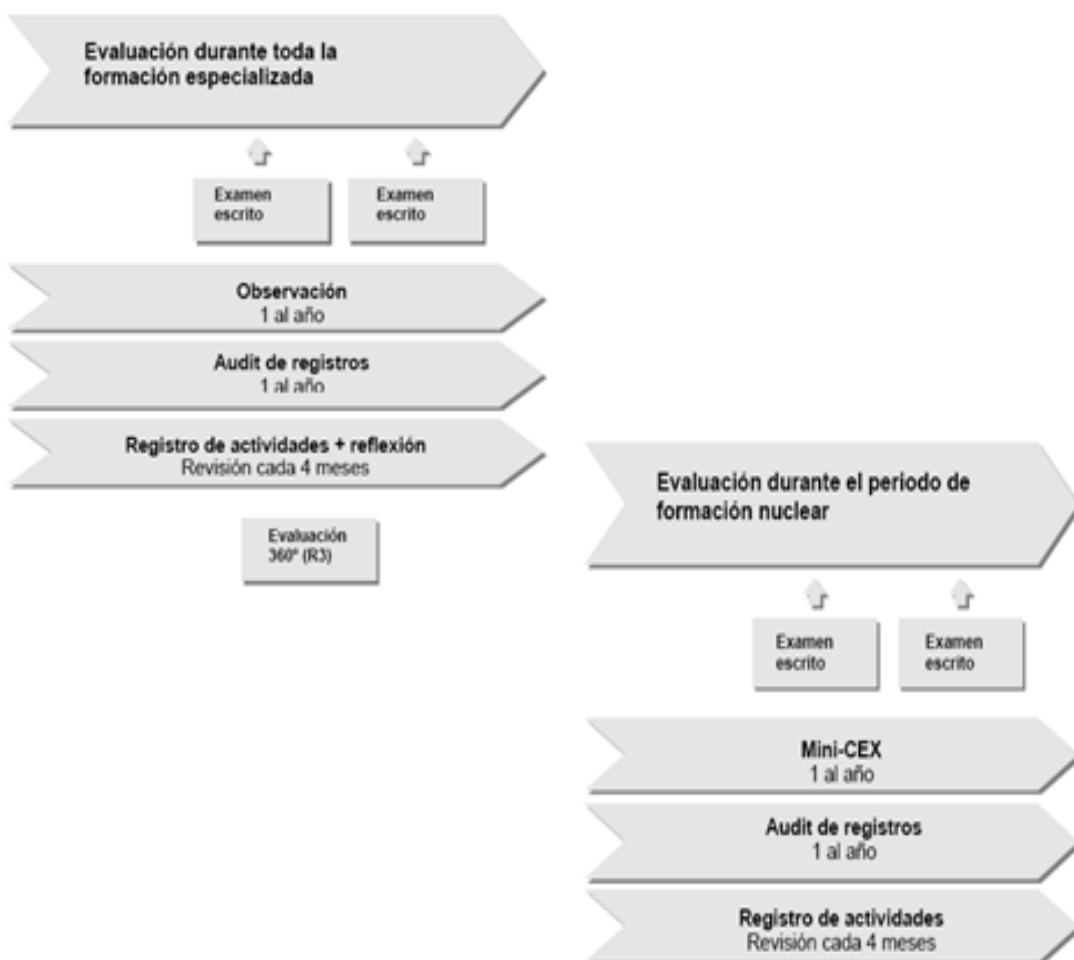 Evaluación durante toda la
formación especializada
Examen
escrito
Examen
escrito
Observación
1 al año
Audit de registros
1 al año
Registro de actividades + reflexión
Revisión cada 4 meses
Evaluación
360º (R3)
Evaluación durante el periodo de
formación nuclear
Examen
escrito
Examen
escrito
Mini-CEX
1 al año
Audit de registros
1 al año
Registro de actividades
Revisión cada 4 meses